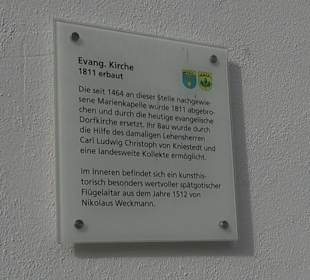 Evang. Kirche
1811 erbaut
Die seit 1464 an dieser Stelle nachgewie-
sene Marienkapelle wurde 1811 abgebro-
chen und durch die heutige evangelische
Dorfkirche ersetzt. Ihr Bau wurde durch
die Hilfe des damaligen Lehensherren
Carl Ludwig Christoph von Kniestedt und
eine landesweite Kollekte ermöglicht.
Im Inneren befindet sich ein kunsthis-
torisch besonders wertvoller spätgotischer
Flügelaltar aus dem Jahre 1512 von
Nikolaus Weckmann.